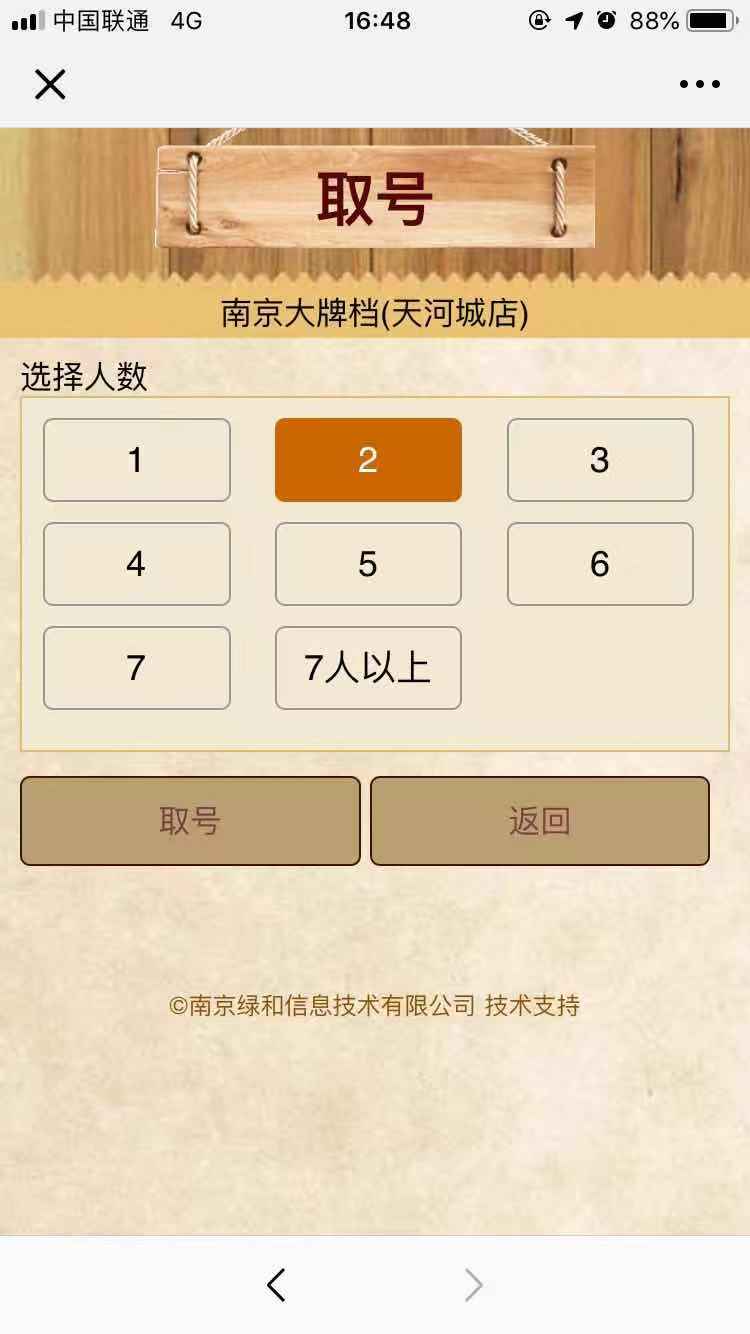 中国联通 4G 16:48 88%
取号
南京大牌档(天河城店)
选择人数
1 2 3
4 5 6
7 7人以上
取号 返回
©南京绿和信息技术有限公司 技术支持